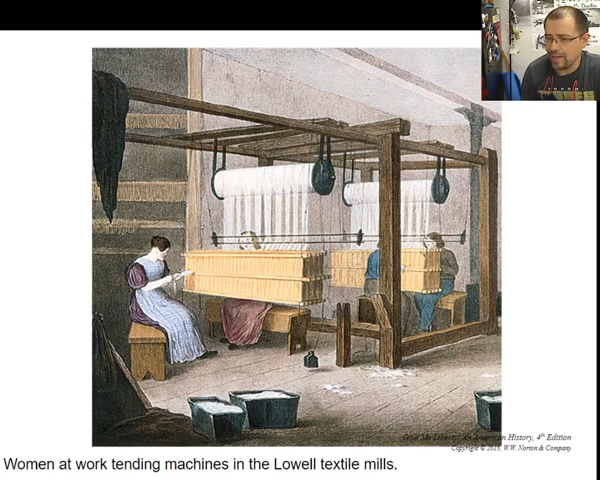 Give Me Liberty! An American History, 4th Edition
Copyright © 2013, W.W. Norton & Company
Women at work tending machines in the Lowell textile mills.